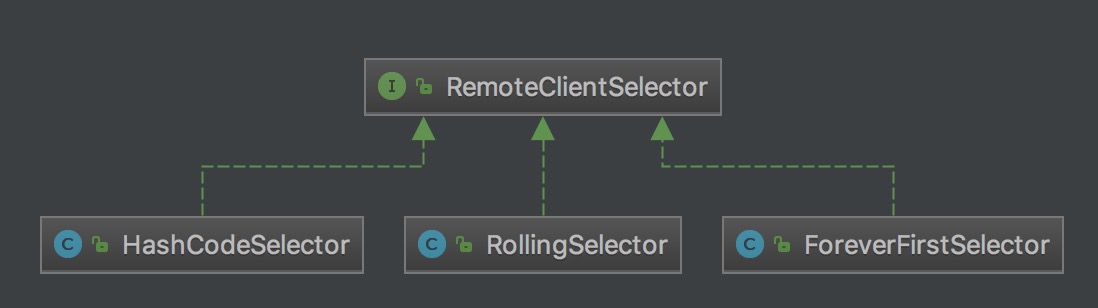 I RemoteClientSelector
C HashCodeSelector
C RollingSelector
C ForeverFirstSelector